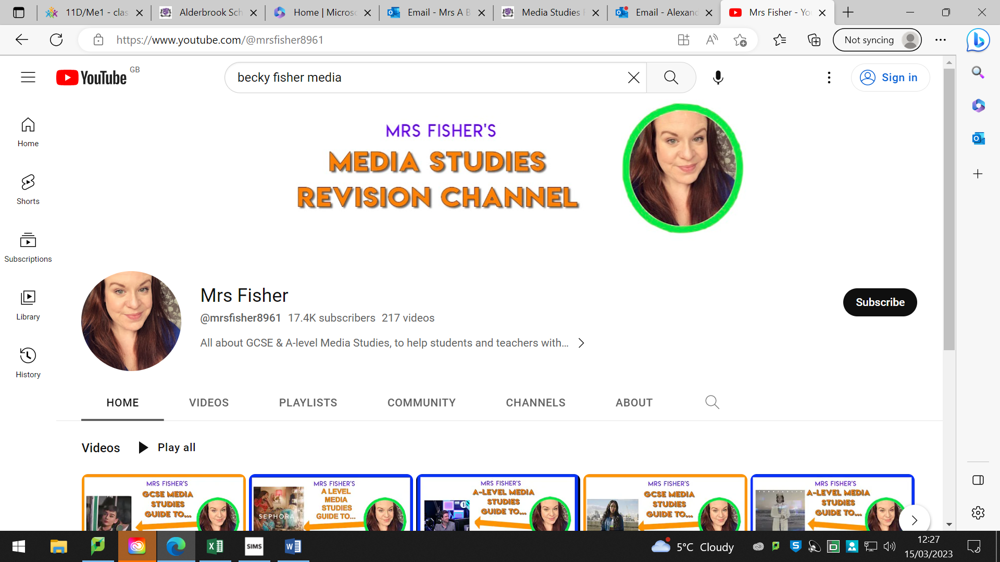 11D/Me1 - clas
Alderbrook Sch
Home | Microso
Email - Mrs A B
Media Studies
Email - Alexand
Mrs Fisher - Yo
https://www.youtube.com/@mrsfisher8961
Not syncing
YouTube GB
becky fisher media
Sign in
MRS FISHER'S
MEDIA STUDIES
REVISION CHANNEL
Home
Shorts
Subscriptions
Library
History
Mrs Fisher
@mrsfisher8961 17.4K subscribers 217 videos
All about GCSE & A-level Media Studies, to help students and teachers with...
Subscribe
HOME VIDEOS PLAYLISTS COMMUNITY CHANNELS ABOUT
Videos Play all
MRS FISHER'S
GCSE MEDIA
STUDIES
GUIDE TO...
MRS FISHER'S
A LEVEL
MEDIA
STUDIES
GUIDE TO...
SEPHORA
MRS FISHER'S
A-LEVEL MEDIA
STUDIES
GUIDE TO...
MRS FISHER'S
GCSE MEDIA
STUDIES
GUIDE TO...
MRS FISHER'S
A-LEVEL MEDIA
STUDIES
GUIDE TO...
SIMS
5°C Cloudy
12:27
15/03/2023